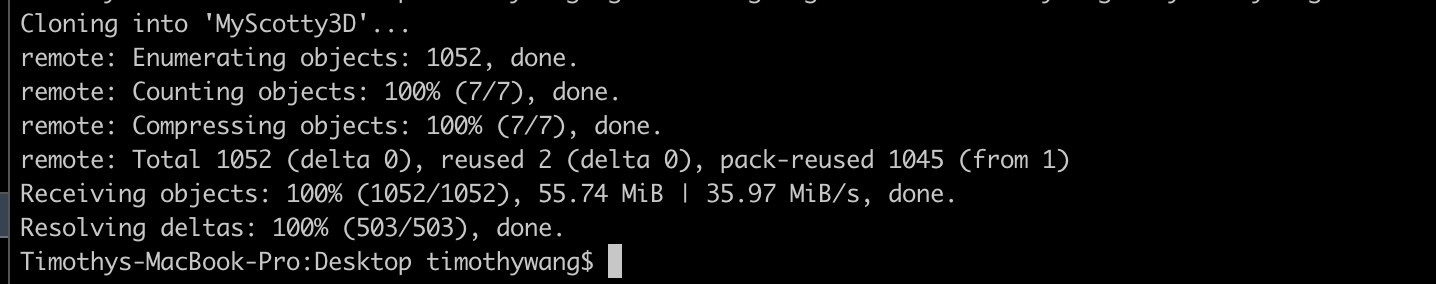 Cloning into 'MyScotty3D'...
remote: Enumerating objects: 1052, done.
remote: Counting objects: 100% (7/7), done.
remote: Compressing objects: 100% (7/7), done.
remote: Total 1052 (delta 0), reused 2 (delta 0), pack-reused 1045 (from 1)
Receiving objects: 100% (1052/1052), 55.74 MiB | 35.97 MiB/s, done.
Resolving deltas: 100% (503/503), done.
Timothys-MacBook-Pro:Desktop timothywang$